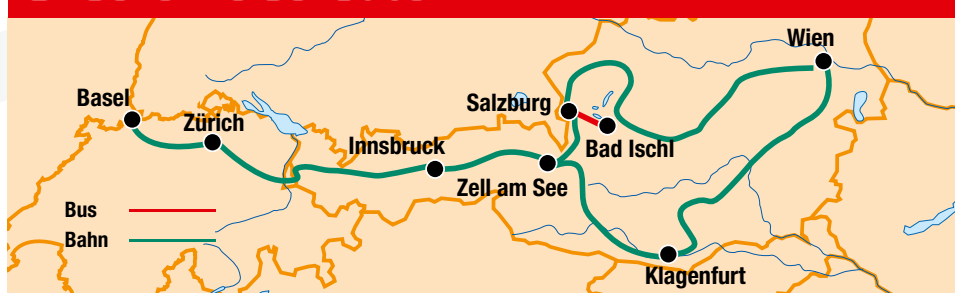 Wien
Basel
Salzburg
Zürich
Innsbruck
Bad Ischl
Zell am See
Bus
Bahn
Klagenfurt